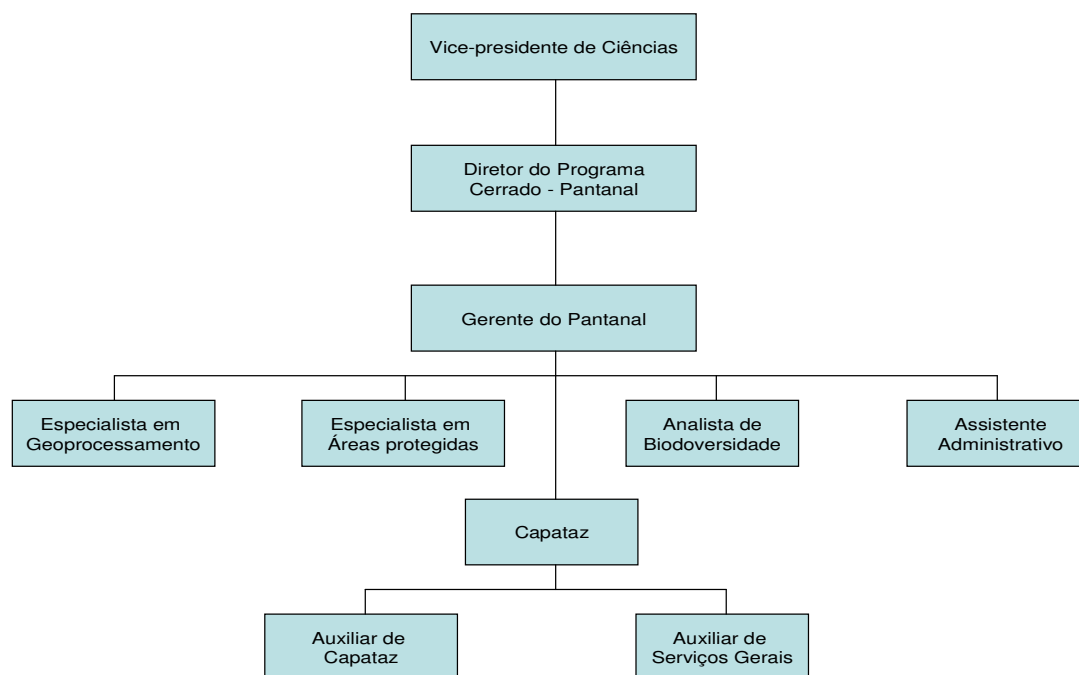 Vice-presidente de Ciências
Diretor do Programa
Cerrado - Pantanal
Gerente do Pantanal
Especialista em
Geoprocessamento
Especialista em
Áreas protegidas
Analista de
Biodoversidade
Assistente
Administrativo
Capataz
Auxiliar de
Capataz
Auxiliar de
Serviços Gerais